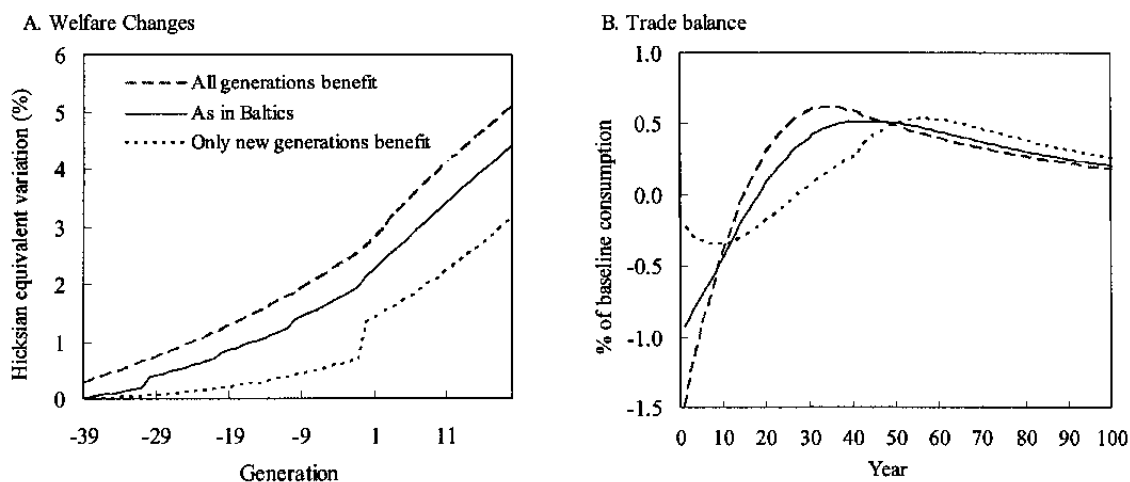 A. Welfare Changes
6
5
4
3
2
1
0
Hicksian equivalent variation (%)
All generations benefit
As in Baltics
Only new generations benefit
-39 -29 -19 -9 1 11
Generation
B. Trade balance
1.0
0.5
0.0
-0.5
-1.0
-1.5
% of baseline consumption
0 10 20 30 40 50 60 70 80 90 100
Year